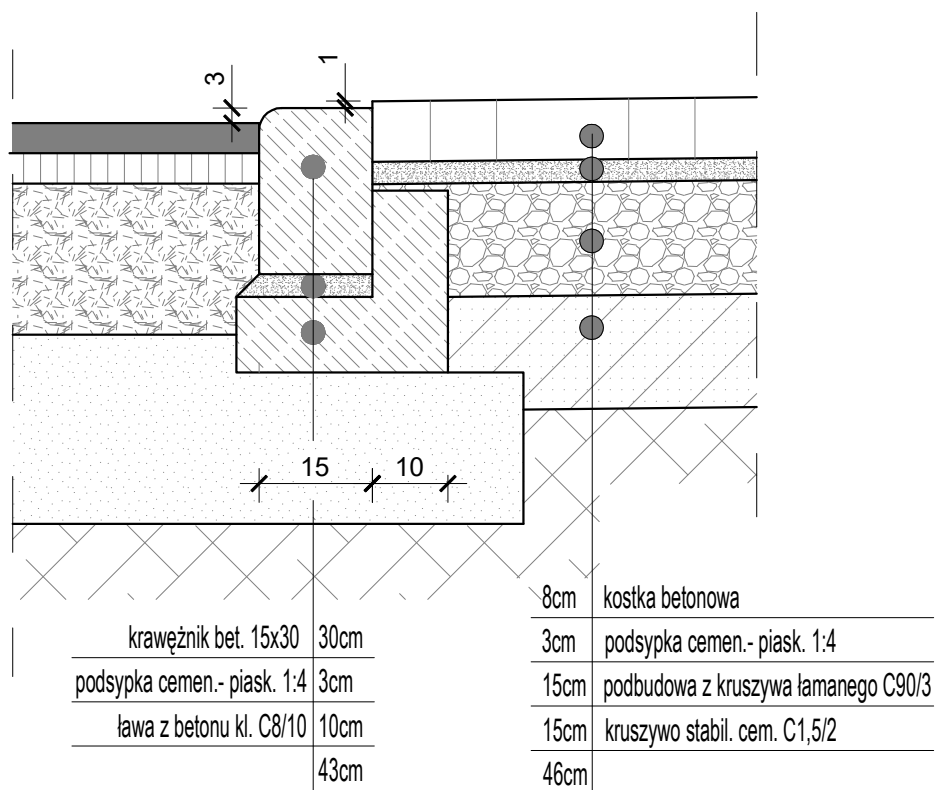 3
1
15
10
krawężnik bet. 15x30 30cm
podsypka cemen.- piask. 1:4 3cm
ława z betonu kl. C8/10 10cm
43cm
8cm kostka betonowa
3cm podsypka cemen.- piask. 1:4
15cm podbudowa z kruszywa łamanego C90/3
15cm kruszywo stabil. cem. C1,5/2
46cm